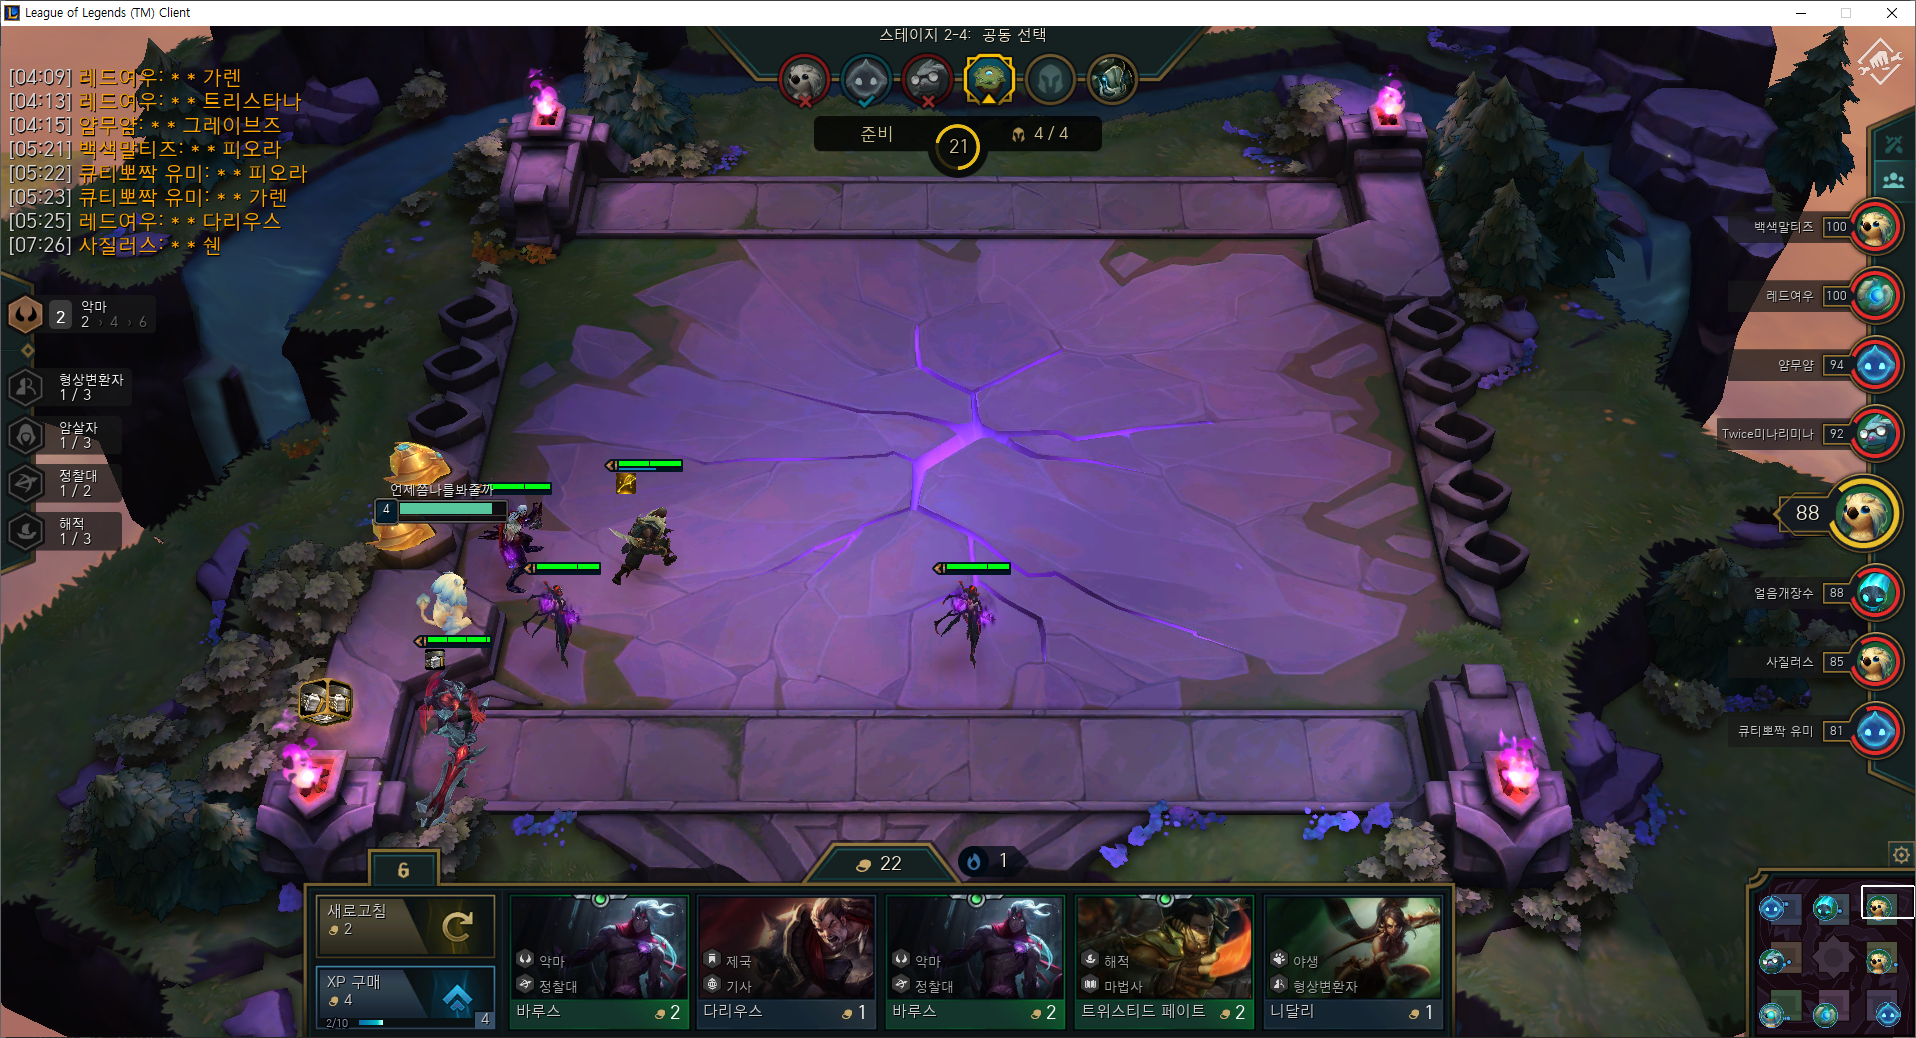 League of Legends (TM) Client
스테이지 2-4: 공동 선택
준비
21
4 / 4
[04:09] 레드여우: * * 가렌
[04:13] 레드여우: * * 트리스타나
[04:15] 얌무얌: * * 그레이브즈
[05:21] 백색말티즈: * * 피오라
[05:22] 큐티뽀짝 유미: * * 피오라
[05:23] 큐티뽀짝 유미: * * 가렌
[05:25] 레드여우: * * 다리우스
[07:26] 사질러스: * * 쉔
2
악마
2 › 4 › 6
형상변환자
1 / 3
암살자
1 / 3
정찰대
1 / 2
해적
1 / 3
언제쯤나를봐줄까
4
백색말티즈 100
레드여우 100
얌무얌 94
Twice미나리미나 92
88
얼음개장수 88
사질러스 85
큐티뽀짝 유미 81
22
1
6
새로고침
2
XP 구매
4
2/10
4
악마
정찰대
바루스 2
제국
기사
다리우스 1
악마
정찰대
바루스 2
해적
마법사
트위스티드 페이트 2
야생
형상변환자
니달리 1